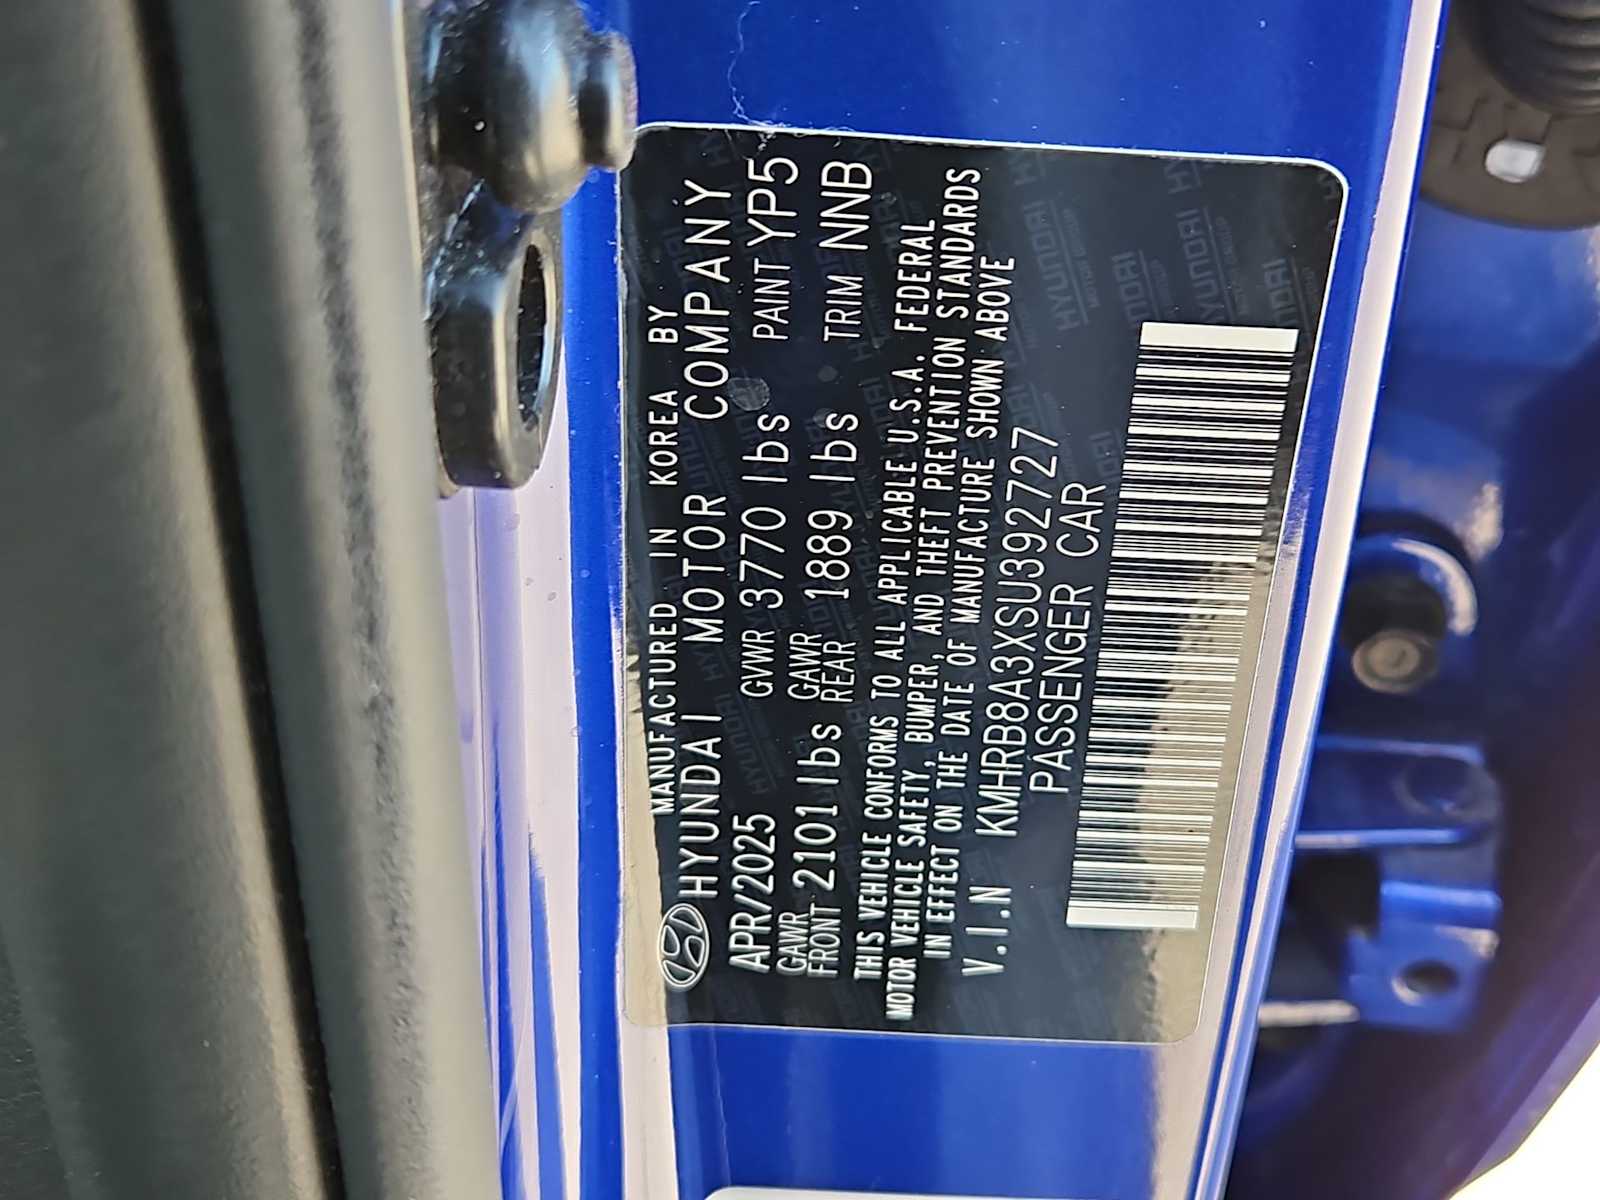 MANUFACTURED IN KOREA BY
HYUNDAI MOTOR COMPANY
APR/2025 GVWR 3770 lbs PAINT YP5
GAWR FRONT 2101 lbs GAWR REAR 1889 lbs TRIM NNB
THIS VEHICLE CONFORMS TO ALL APPLICABLE U.S.A. FEDERAL
MOTOR VEHICLE SAFETY, BUMPER, AND THEFT PREVENTION STANDARDS
IN EFFECT ON THE DATE OF MANUFACTURE SHOWN ABOVE
V.I.N KMHRB8A3XSU392727
PASSENGER CAR